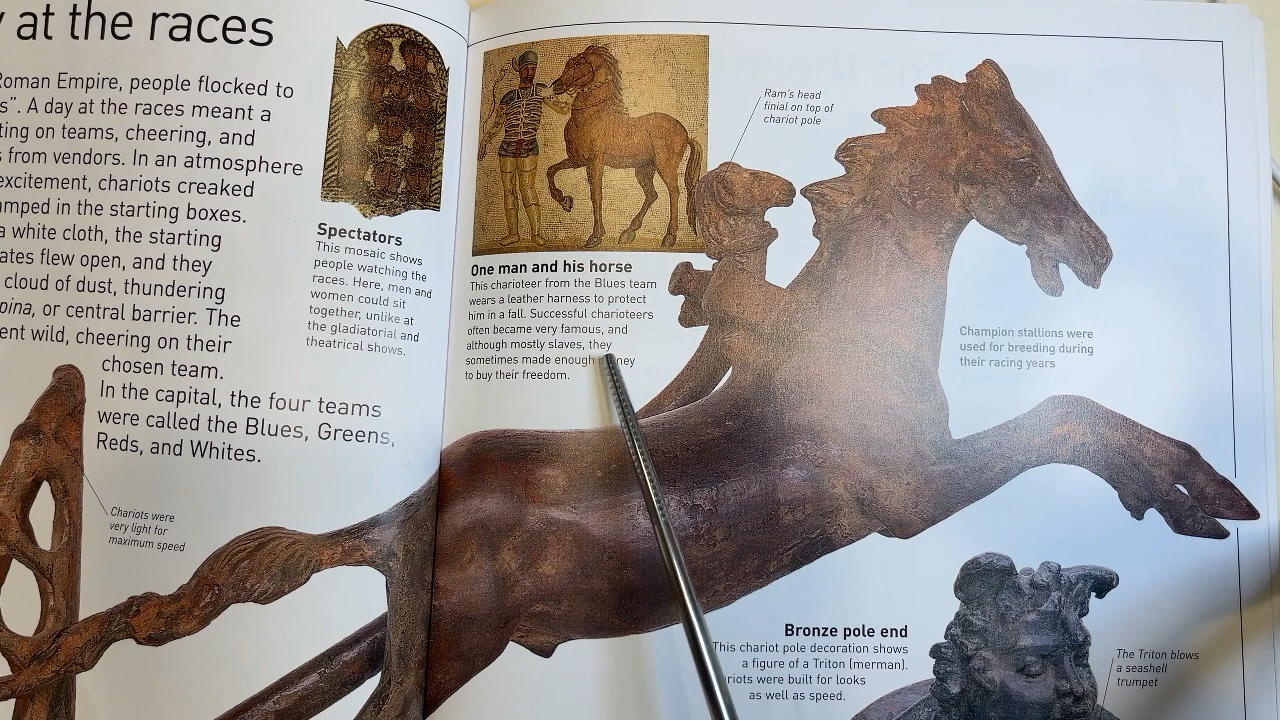 at the races
Roman Empire, people flocked to
s”. A day at the races meant a
ting on teams, cheering, and
from vendors. In an atmosphere
excitement, chariots creaked
amped in the starting boxes.
a white cloth, the starting
ates flew open, and they
cloud of dust, thundering
pina, or central barrier. The
ent wild, cheering on their
chosen team.
In the capital, the four teams
were called the Blues, Greens,
Reds, and Whites.
Chariots were
very light for
maximum speed
Spectators
This mosaic shows
people watching the
races. Here, men and
women could sit
together, unlike at
the gladiatorial and
theatrical shows.
One man and his horse
This charioteer from the Blues team
wears a leather harness to protect
him in a fall. Successful charioteers
often became very famous, and
although mostly slaves, they
sometimes made enough ney
to buy their freedom.
Ram's head
finial on top of
chariot pole
Champion stallions were
used for breeding during
their racing years
Bronze pole end
This chariot pole decoration shows
a figure of a Triton (merman).
riots were built for looks
as well as speed.
The Triton blows
a seashell
trumpet